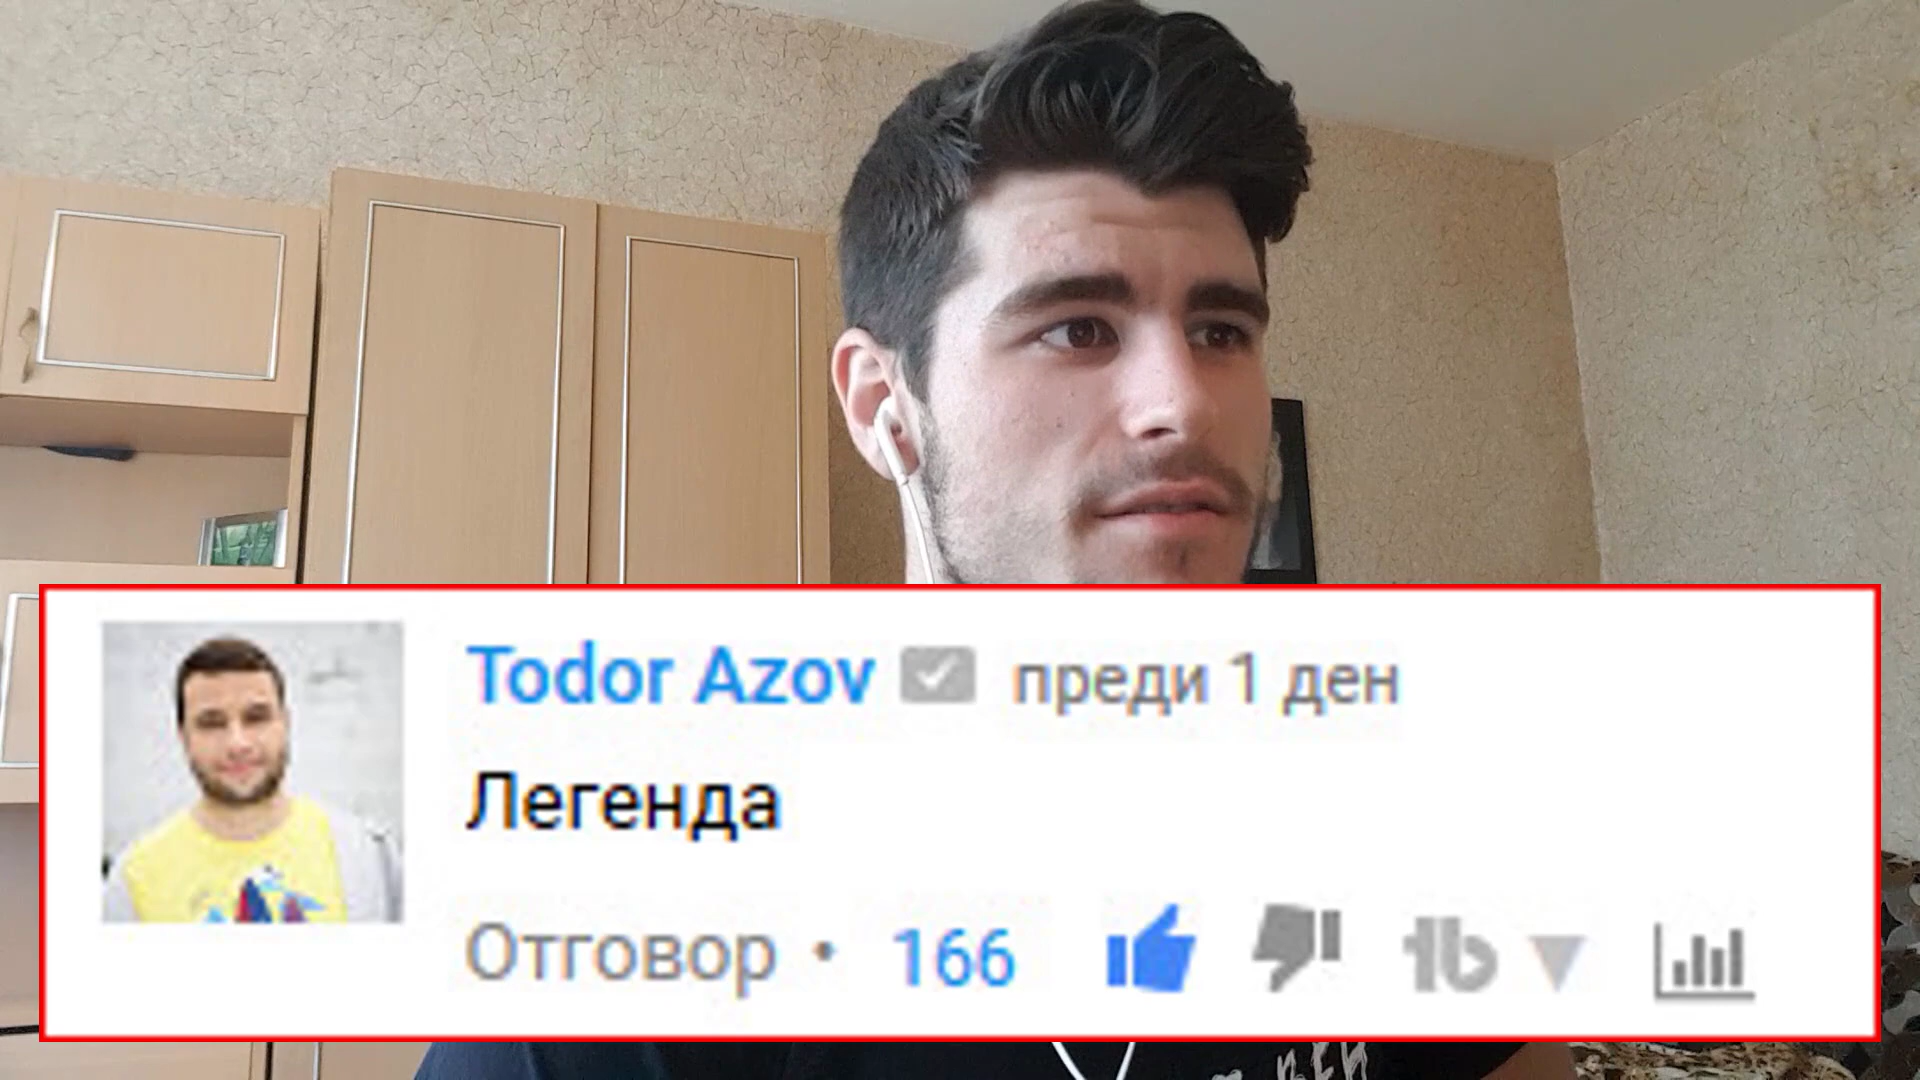 Todor Azov преди 1 ден
Легенда
Отговор • 166